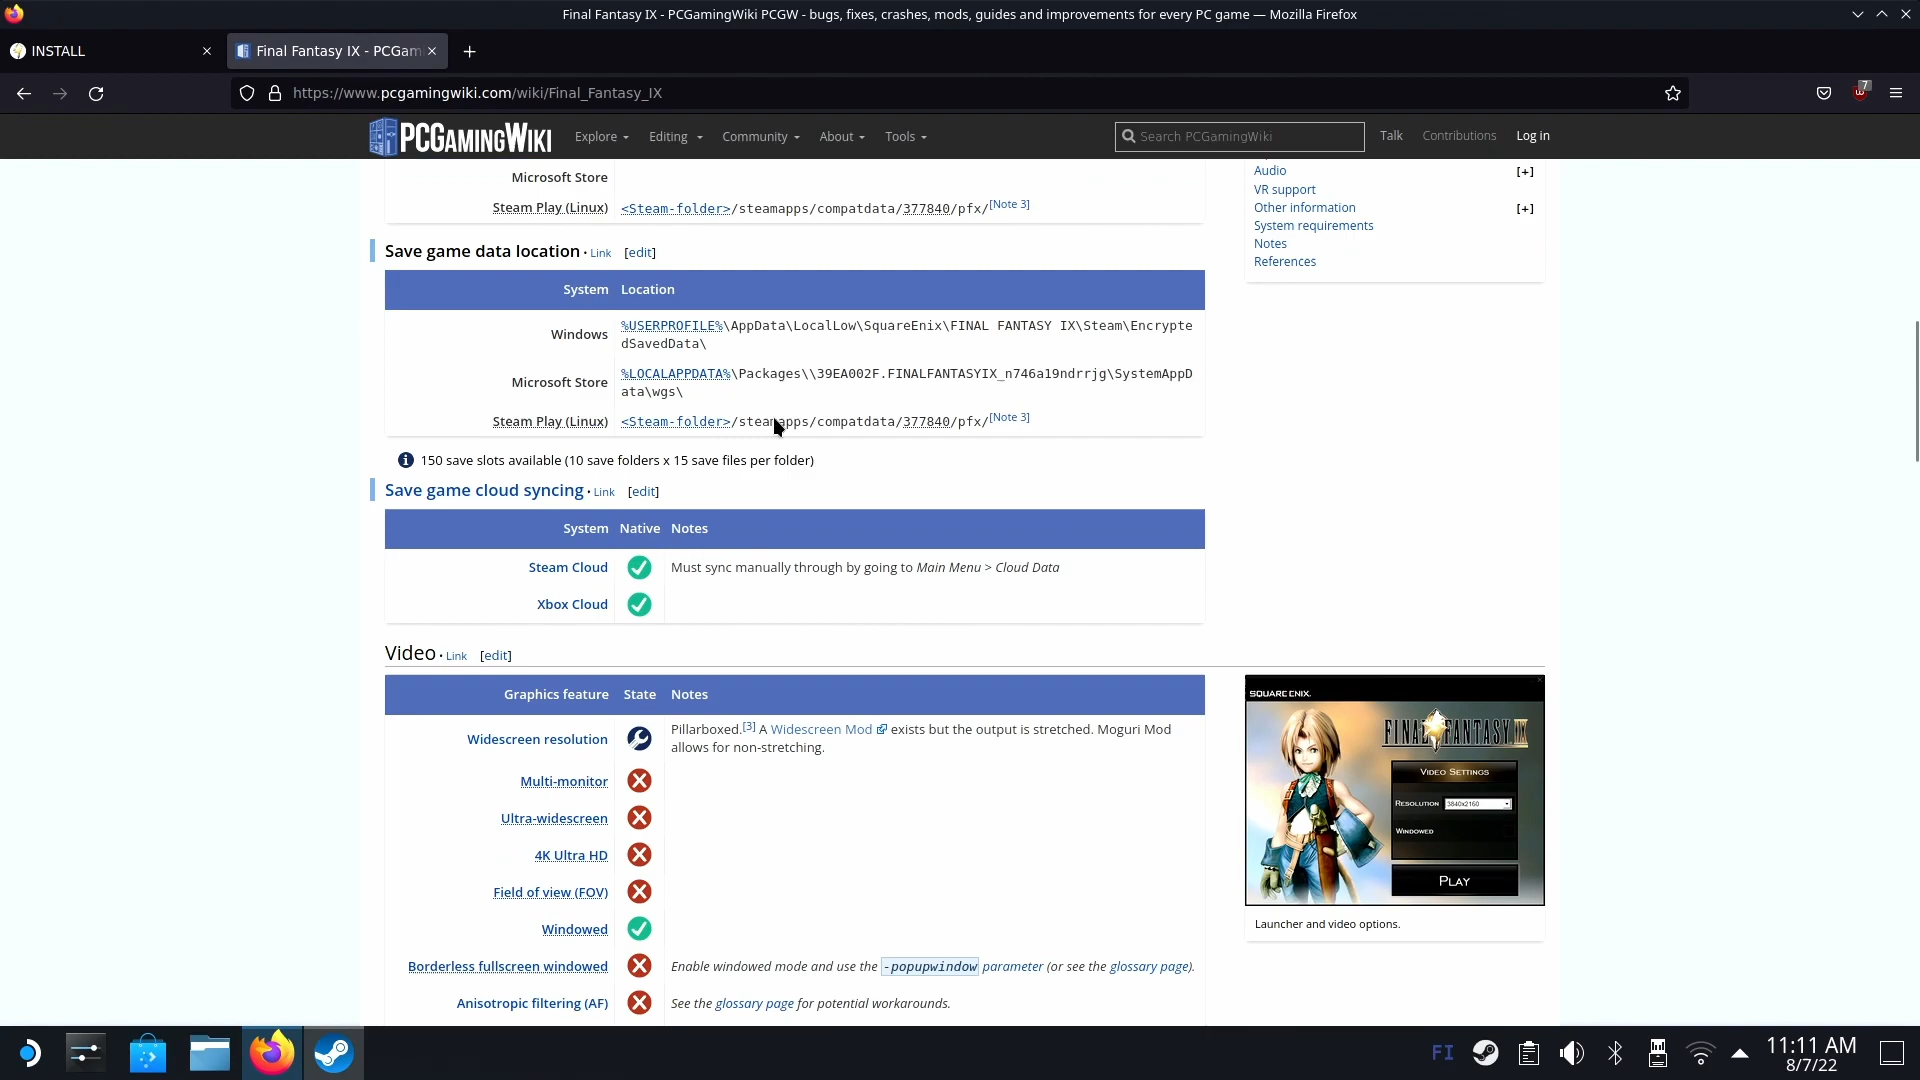 Final Fantasy IX - PCGamingWiki PCGW - bugs, fixes, crashes, mods, guides and improvements for every PC game — Mozilla Firefox
INSTALL
Final Fantasy IX - PCGam
https://www.pcgamingwiki.com/wiki/Final_Fantasy_IX
7
PCGAMINGWIKI
Explore
Editing
Community
About
Tools
Search PCGamingWiki
Talk
Contributions
Log in
Microsoft Store
Steam Play (Linux)
<Steam-folder>/steamapps/compatdata/377840/pfx/[Note 3]
Audio [+]
VR support
Other information [+]
System requirements
Notes
References
Save game data location · Link [edit]
System Location
Windows
%USERPROFILE%\AppData\LocalLow\SquareEnix\FINAL FANTASY IX\Steam\Encrypte
dSavedData\
Microsoft Store
%LOCALAPPDATA%\Packages\\39EA002F.FINALFANTASYIX_n746a19ndrrjg\SystemAppD
ata\wgs\
Steam Play (Linux)
<Steam-folder>/steamapps/compatdata/377840/pfx/[Note 3]
150 save slots available (10 save folders x 15 save files per folder)
Save game cloud syncing · Link [edit]
System Native Notes
Steam Cloud Must sync manually through by going to Main Menu > Cloud Data
Xbox Cloud
Video · Link [edit]
Graphics feature State Notes
Widescreen resolution
Pillarboxed.[3] A Widescreen Mod exists but the output is stretched. Moguri Mod
allows for non-stretching.
Multi-monitor
Ultra-widescreen
4K Ultra HD
Field of view (FOV)
Windowed
Borderless fullscreen windowed Enable windowed mode and use the -popupwindow parameter (or see the glossary page).
Anisotropic filtering (AF) See the glossary page for potential workarounds.
SQUARE ENIX.
FINAL FANTASY IX
VIDEO SETTINGS
RESOLUTION 3840x2160
WINDOWED
PLAY
Launcher and video options.
FI
11:11 AM
8/7/22